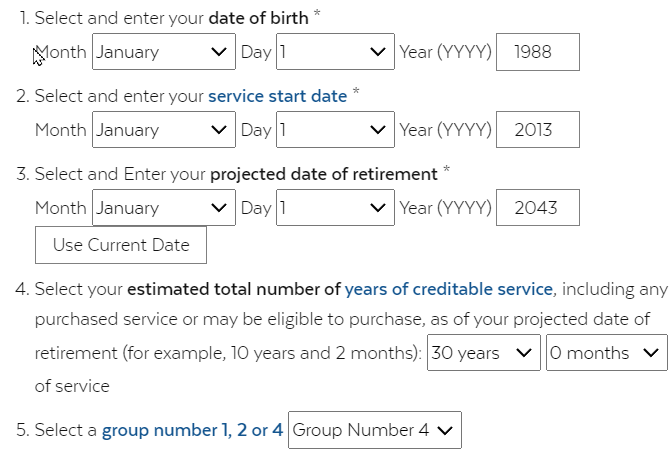 1. Select and enter your date of birth *
Month January Day 1 Year (YYYY) 1988
2. Select and enter your service start date *
Month January Day 1 Year (YYYY) 2013
3. Select and Enter your projected date of retirement *
Month January Day 1 Year (YYYY) 2043
Use Current Date
4. Select your estimated total number of years of creditable service, including any
purchased service or may be eligible to purchase, as of your projected date of
retirement (for example, 10 years and 2 months): 30 years 0 months
of service
5. Select a group number 1, 2 or 4 Group Number 4